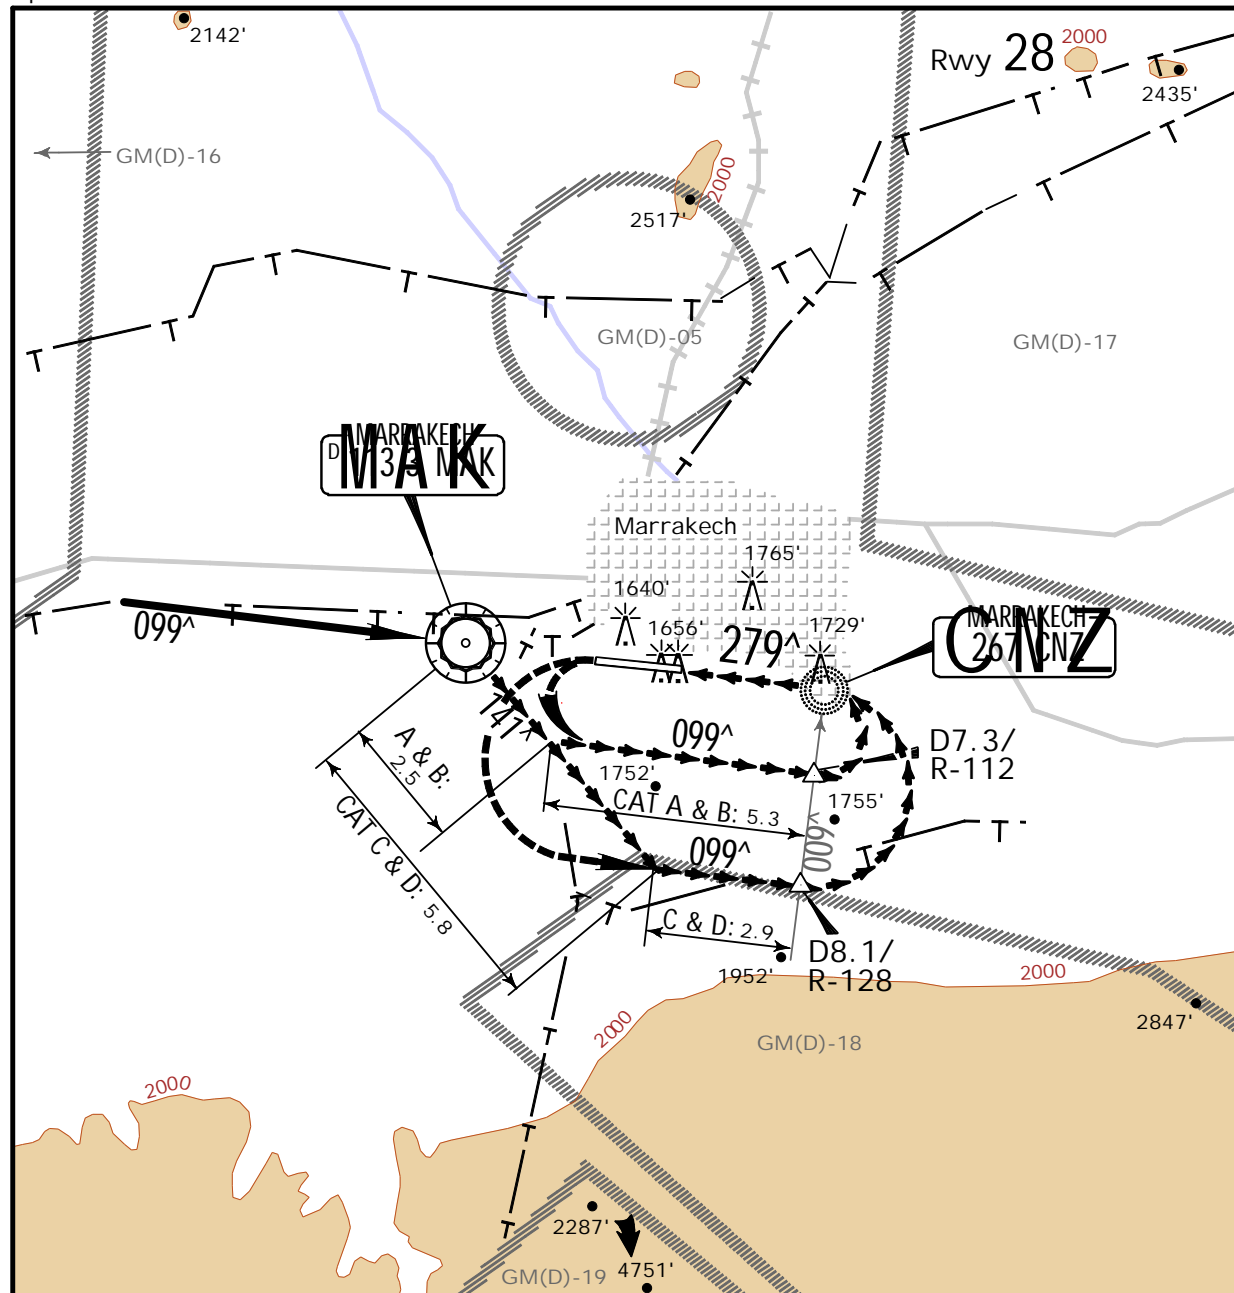 2142'
Rwy 28
2000
2435'
GM(D)-16
2000
2517'
GM(D)-05
GM(D)-17
MARRAKECH
D 113.3 MAK
MAK
Marrakech
1765'
1640'
099^
1656'
279^
1729'
MARRAKECH
267 CNZ
CNZ
141^
099^
D7.3/
R-112
A & B:
2.5
1752'
CAT A & B: 5.3
1755'
CAT C & D: 5.8
099^
009^
C & D: 2.9
D8.1/
R-128
1952'
2000
2000
2847'
GM(D)-18
2000
2287'
4751'
GM(D)-19